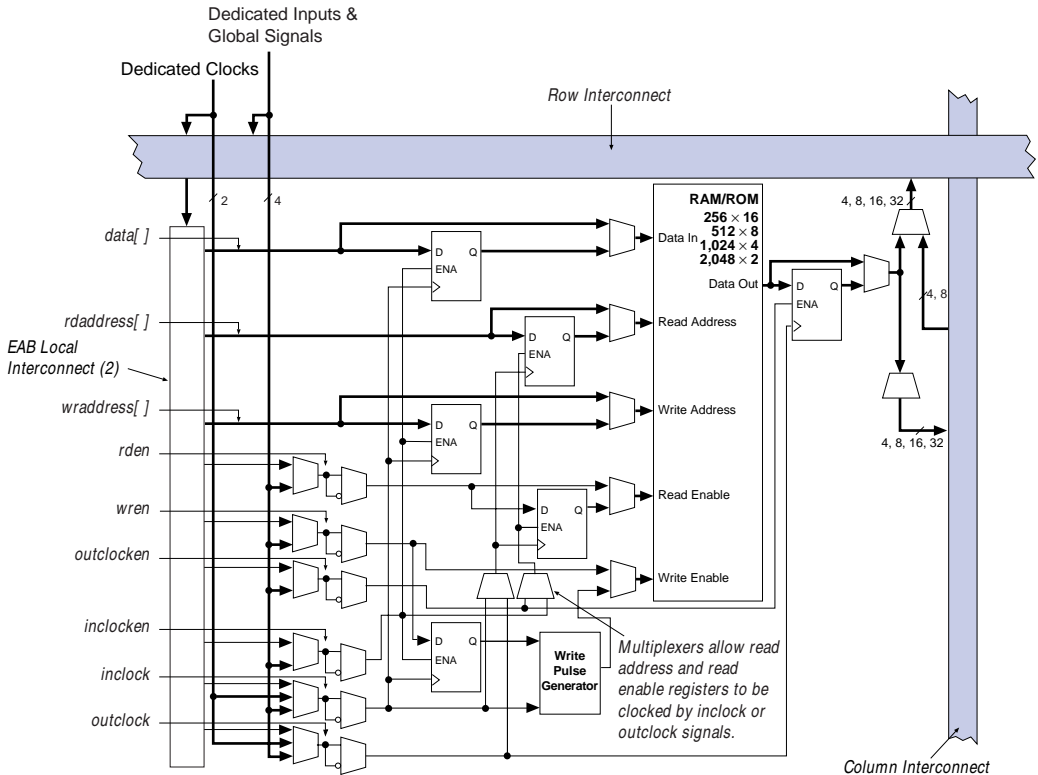 Dedicated Inputs &
Global Signals
Dedicated Clocks
Row Interconnect
2
4
data[ ]
rdaddress[ ]
EAB Local
Interconnect (2)
wraddress[ ]
rden
wren
outclocken
inclocken
inclock
outclock
D Q
ENA
D Q
ENA
D Q
ENA
D Q
ENA
D Q
ENA
RAM/ROM
256 × 16
512 × 8
1,024 × 4
2,048 × 2
Data In
Data Out
Read Address
Write Address
Read Enable
Write Enable
D Q
ENA
4, 8, 16, 32
4, 8
4, 8, 16, 32
Write
Pulse
Generator
Multiplexers allow read
address and read
enable registers to be
clocked by inclock or
outclock signals.
Column Interconnect